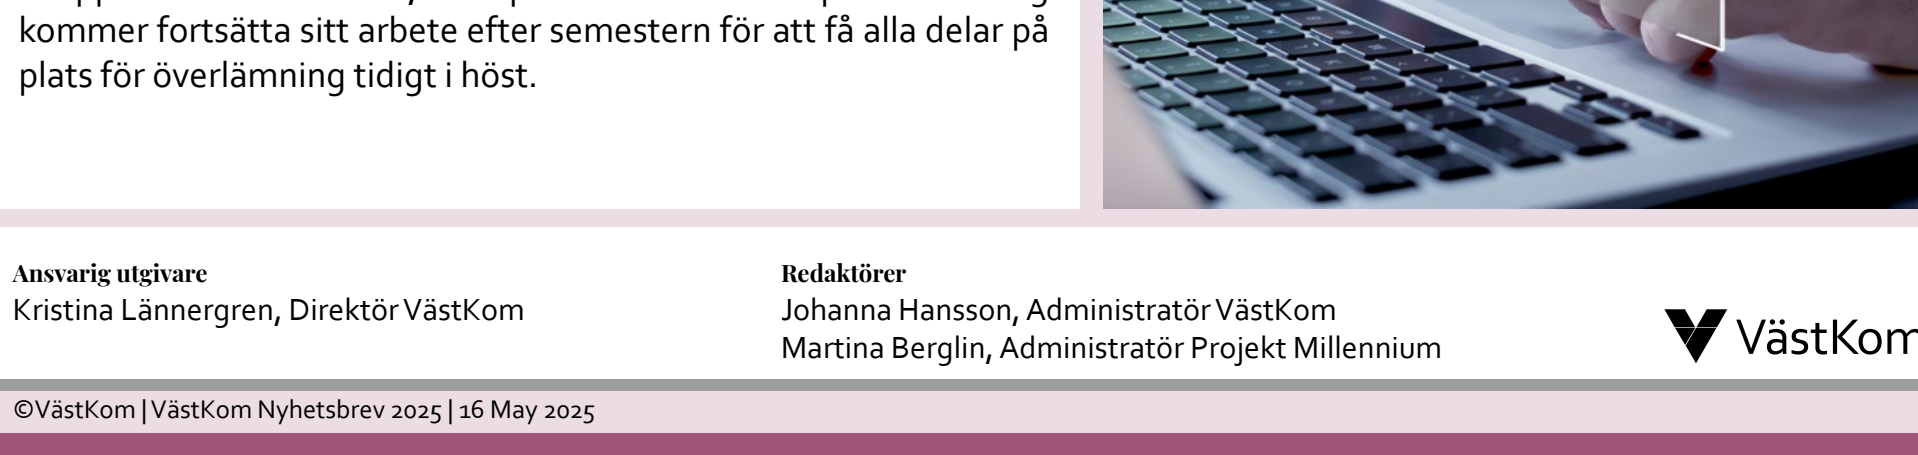 kommer fortsätta sitt arbete efter semestern för att få alla delar på
plats för överlämning tidigt i höst.
Ansvarig utgivare
Kristina Lännergren, Direktör VästKom
Redaktörer
Johanna Hansson, Administratör VästKom
Martina Berglin, Administratör Projekt Millennium
VästKom
©VästKom | VästKom Nyhetsbrev 2025 | 16 May 2025